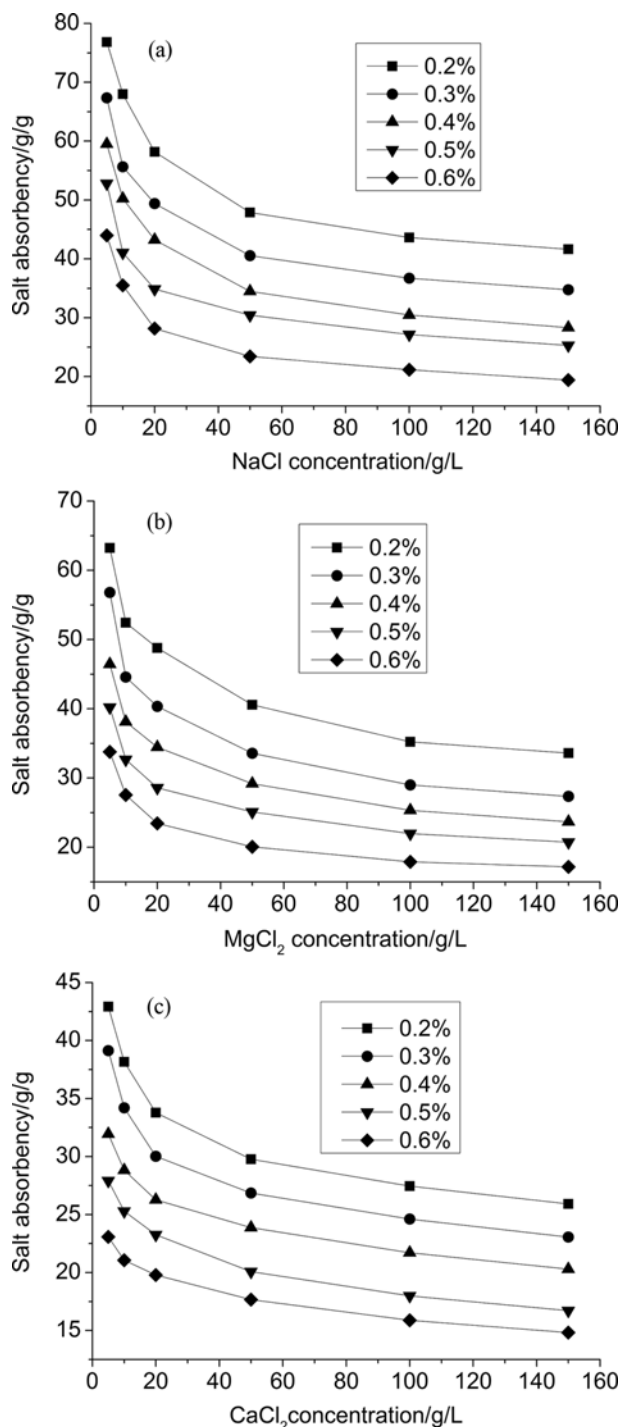 80
70
60
50
40
30
20
Salt absorbency/g/g
(a)
0.2%
0.3%
0.4%
0.5%
0.6%
0 20 40 60 80 100 120 140 160
NaCl concentration/g/L
70
60
50
40
30
20
Salt absorbency/g/g
(b)
0.2%
0.3%
0.4%
0.5%
0.6%
0 20 40 60 80 100 120 140 160
MgCl₂ concentration/g/L
45
40
35
30
25
20
15
Salt absorbency/g/g
(c)
0.2%
0.3%
0.4%
0.5%
0.6%
0 20 40 60 80 100 120 140 160
CaCl₂concentration/g/L